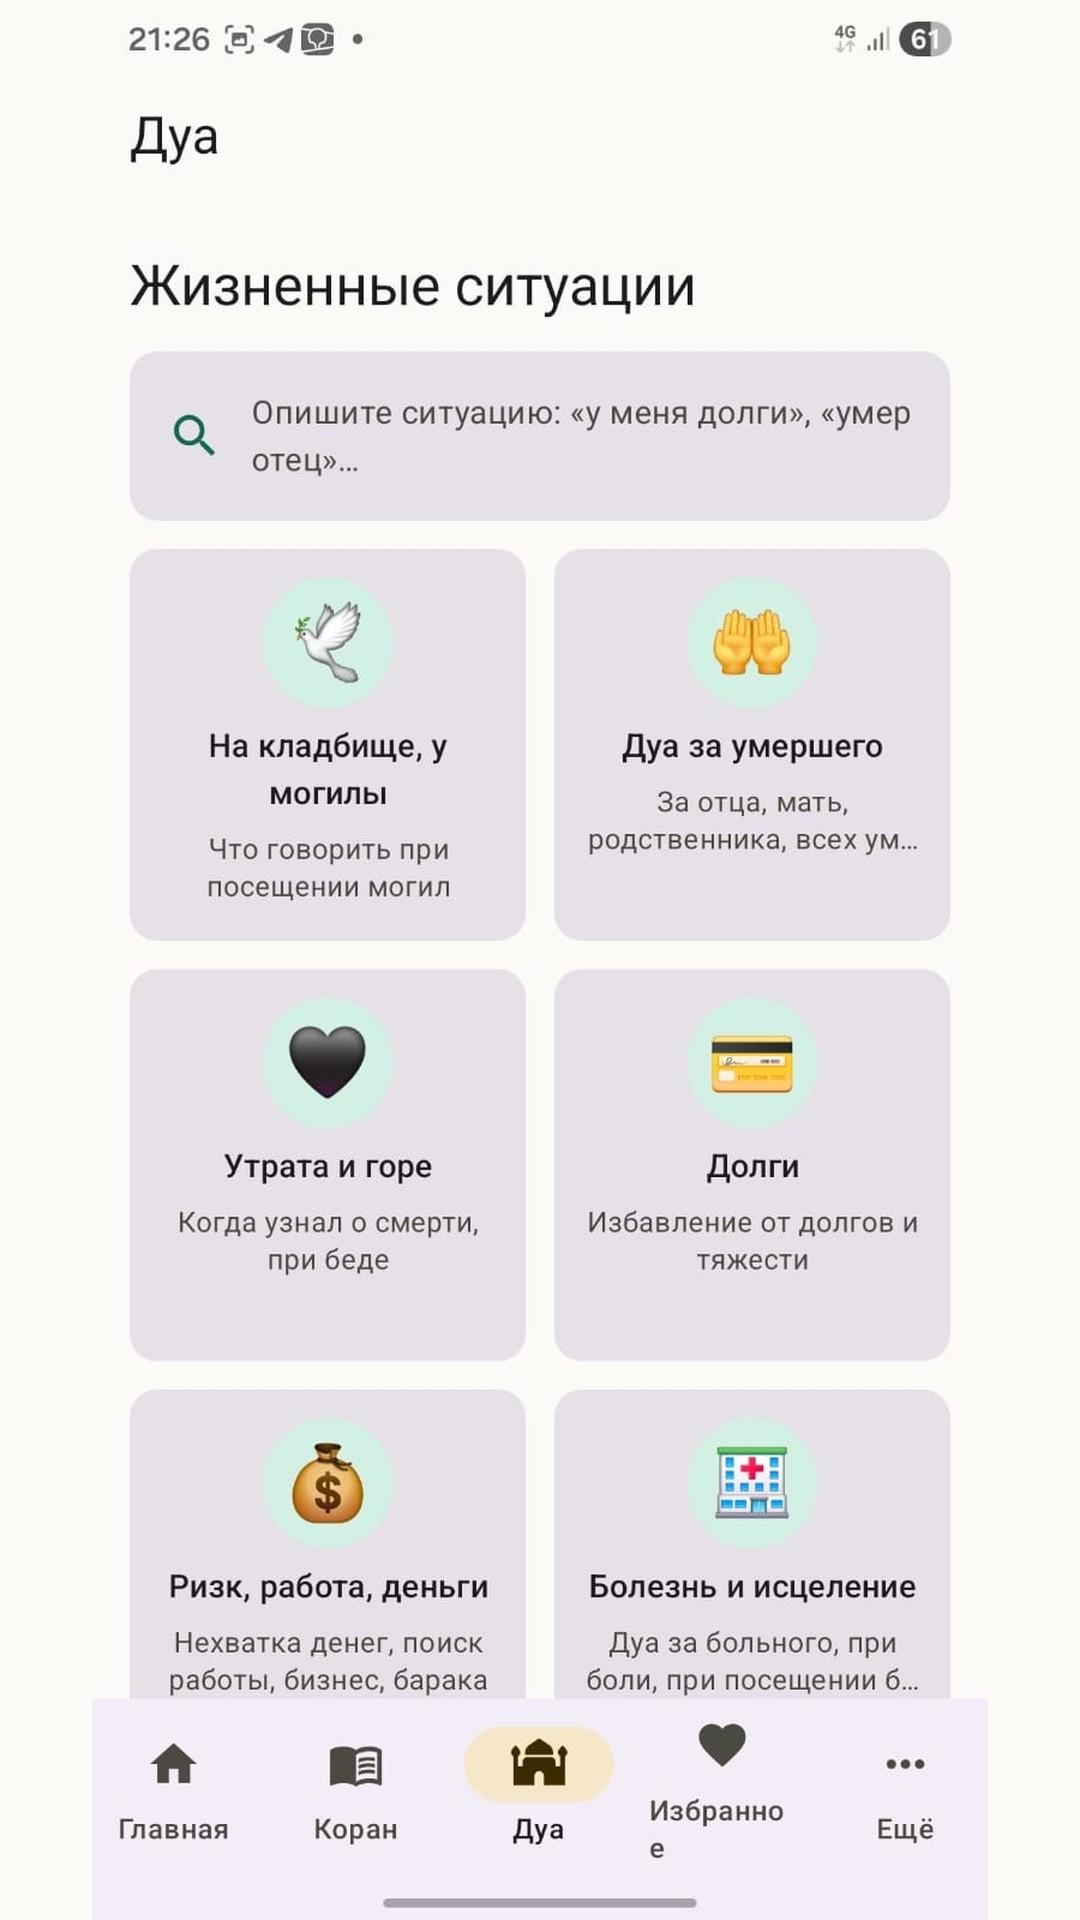 21:26
4G
61
Дуа
Жизненные ситуации
Опишите ситуацию: «у меня долги», «умер
отец»...
На кладбище, у
могилы
Что говорить при
посещении могил
Дуа за умершего
За отца, мать,
родственника, всех ум...
Утрата и горе
Когда узнал о смерти,
при беде
Долги
Избавление от долгов и
тяжести
Ризк, работа, деньги
Нехватка денег, поиск
работы, бизнес, барака
Болезнь и исцеление
Дуа за больного, при
боли, при посещении б...
Главная
Коран
Дуа
Избранно
е
Ещё